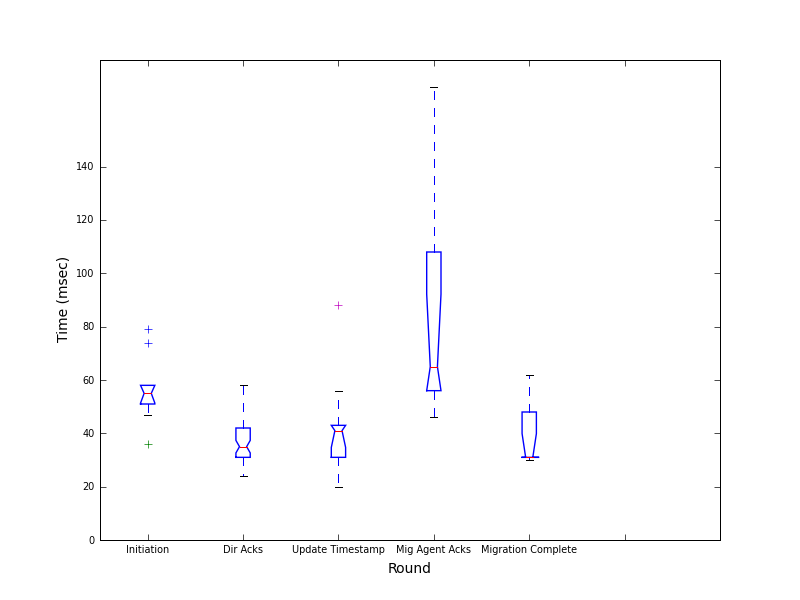 Time (msec)
140
120
100
80
60
40
20
0
Initiation Dir Acks Update Timestamp Mig Agent Acks Migration Complete
Round